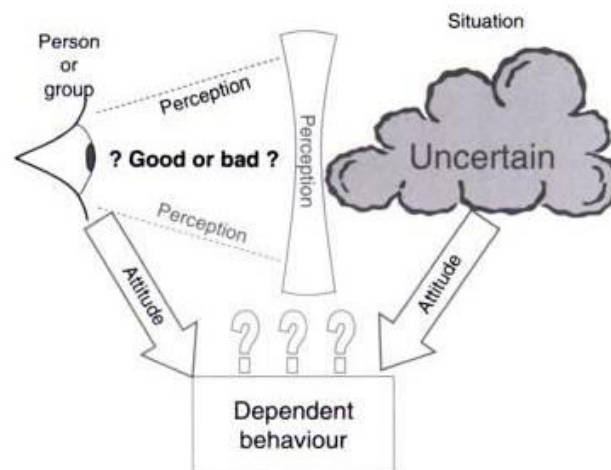 Situation
Person
or
group
Perception
Perception
Uncertain
? Good or bad ?
Perception
Attitude
Attitude
? ? ?
Dependent
behaviour